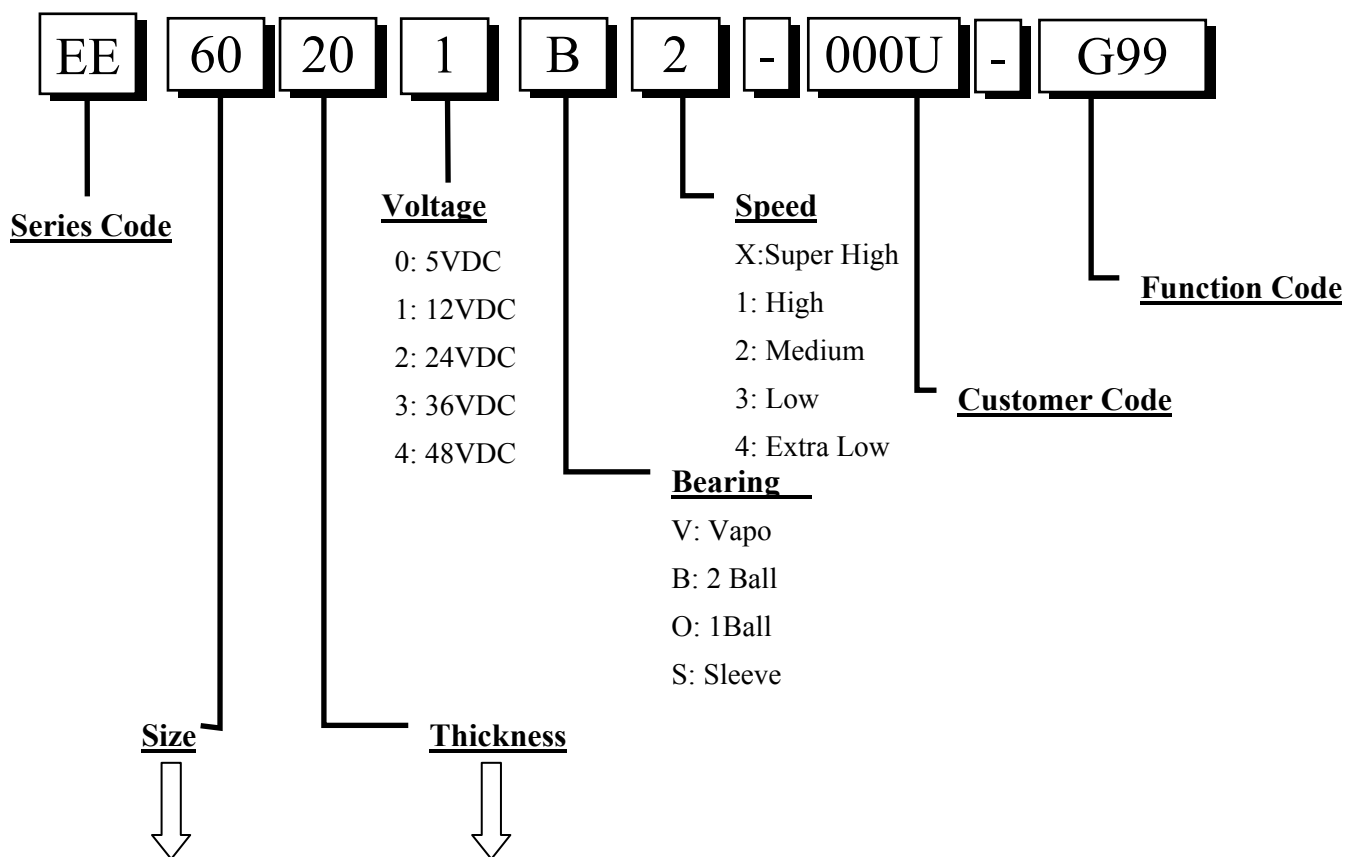 EE 60 20 1 B 2 - 000U - G99
Series Code
Voltage
0: 5VDC
1: 12VDC
2: 24VDC
3: 36VDC
4: 48VDC
Speed
X:Super High
1: High
2: Medium
3: Low
4: Extra Low
Function Code
Customer Code
Bearing
V: Vapo
B: 2 Ball
O: 1Ball
S: Sleeve
Size
Thickness